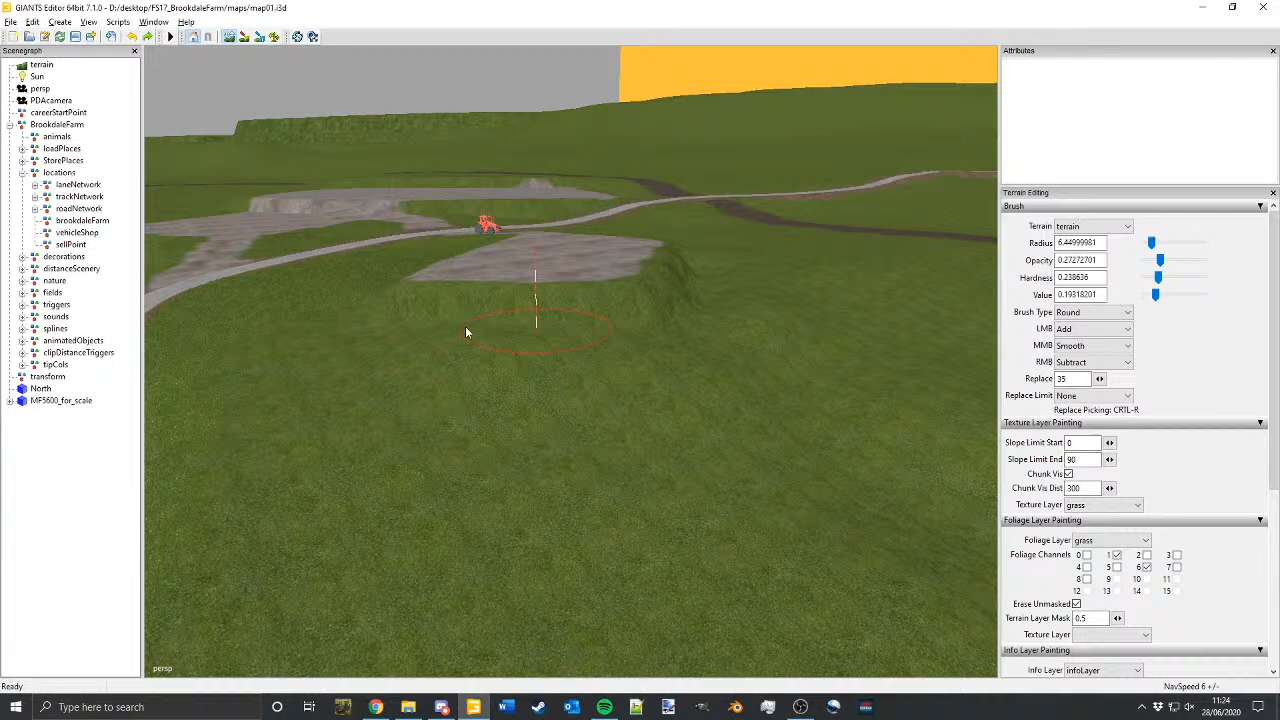 GIANTS Editor 64bit 7.1.0 - D:/desktop/FS17_BrookdaleFarm/maps/map01.i3d
File Edit Create View Scripts Window Help
Scenegraph
terrain
Sun
persp
PDAcamera
careerStartPoint
BrookdaleFarm
animals
loadPlaces
StorePlaces
locations
laneNetwork
trackNetwork
roadNetwork
brookdaleFarm
vehicleShop
sellPoint
decorations
distanceScenery
nature
fields
triggers
sounds
splines
animatedObjects
clipDistanceTriggers
tipCols
transform
North
MF5600_for_scale
persp
Attributes
Terrain Editing
Brush
Terrain terrain
Radius 6.44999981
Opacity 0.27272701
Hardness 0.238636
Value 0.19318201
Brush Type Round
LMB Add
MMB Smooth
RMB Subtract
Replace 35
Replace Limit None
Replace Picking: CRTL-R
Texture Layer Painting
Slope Limit Start 0
Slope Limit End 90
Chunk Vis
Chunk Vis Dist 300
Texture Layer grass
Foliage Layer Painting
Foliage Layer grass
Foliage Channels 0 1 2 3
4 5 6 7
8 9 10 11
12 13 14 15
Erase Unmasked
Terrain Layer Mask 0.5
Texture Layer
Info Layer Painting
Info Layer infoLayer
Ready
NavSpeed 6 +/-
Type here to search
11:24
28/06/2020